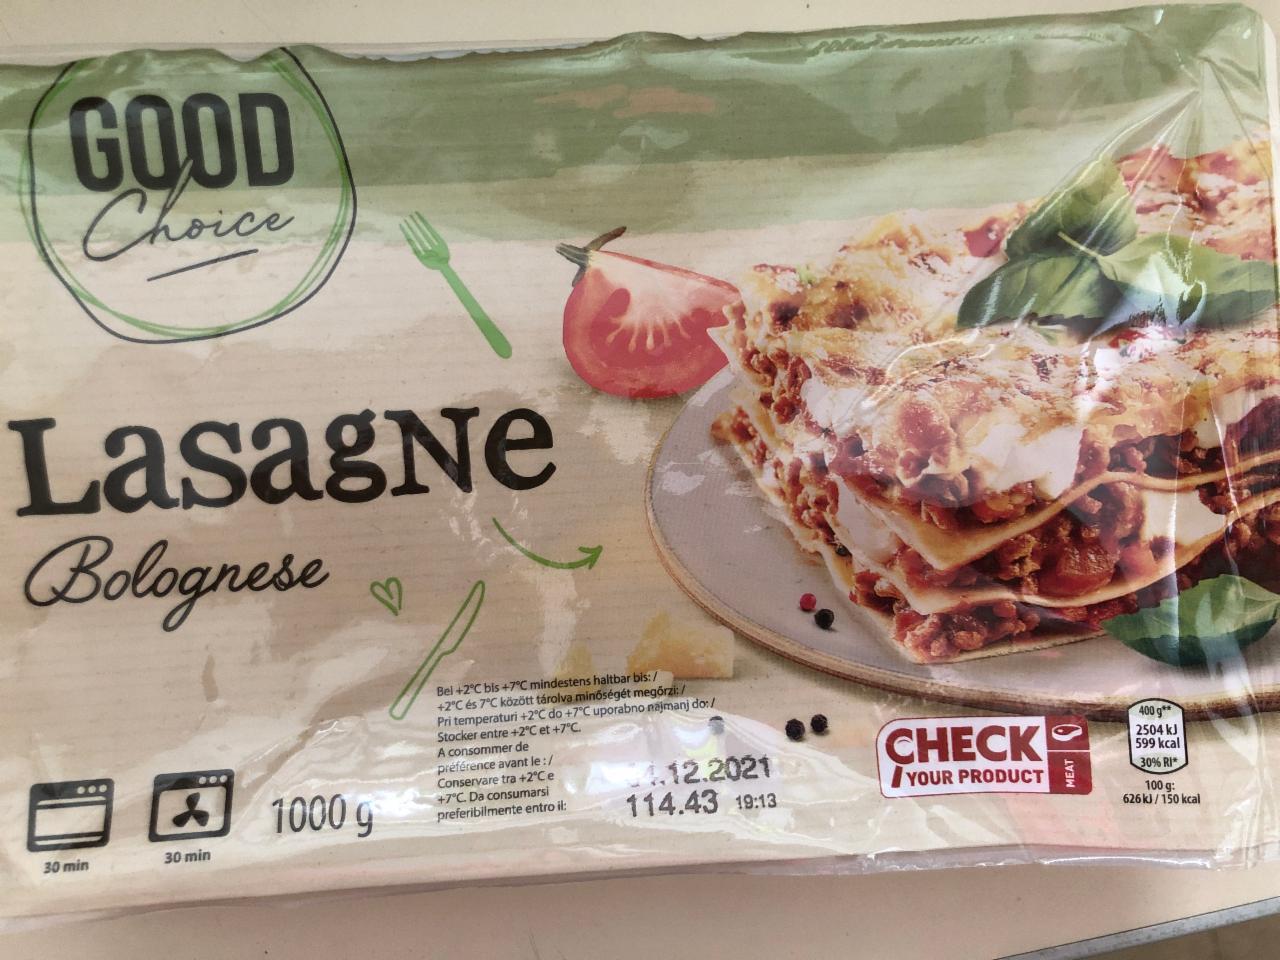 GOOD
Choice
Lasagne
Bolognese
Bei +2°C bis +7°C mindestens haltbar bis: /
+2°C és 7°C között tárolva minőségét megőrzi: /
Pri temperaturi +2°C do +7°C uporabno najmanj do: /
Stocker entre +2°C et +7°C.
A consommer de
préférence avant le : /
Conservare tra +2°C e
+7°C. Da consumarsi
preferibilmente entro il:
.12.2021
114.43 19:13
30 min
30 min
1000 g
CHECK
YOUR PRODUCT
MEAT
400 g**
2504 kJ
599 kcal
30% RI*
100 g:
626 kJ / 150 kcal